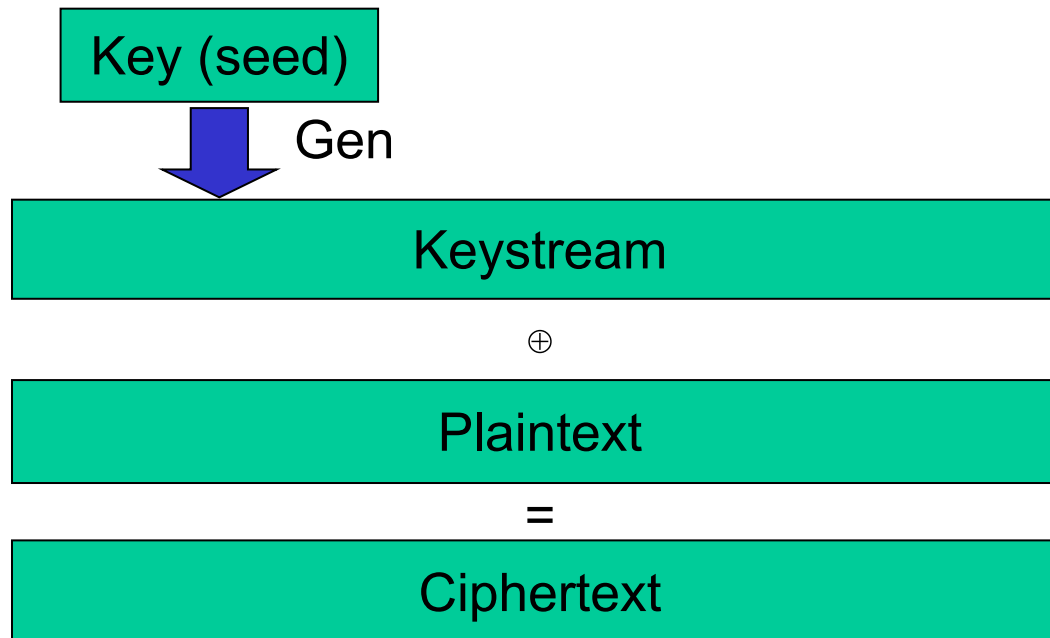 Key (seed)
Gen
Keystream
⊕
Plaintext
=
Ciphertext